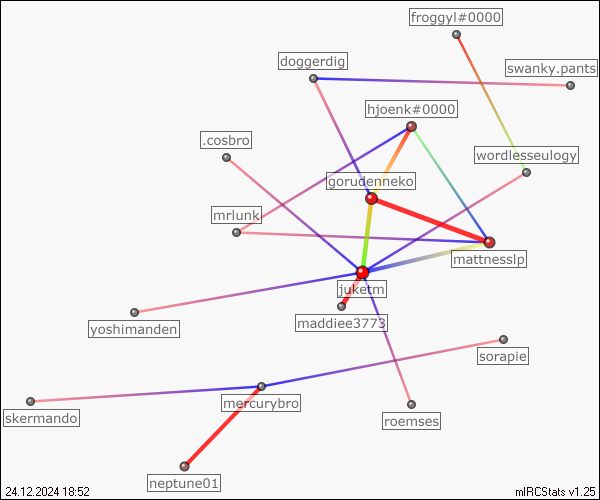 froggyl#0000
doggerdig
swanky.pants
hjoenk#0000
.cosbro
wordlesseulogy
gorudenneko
mrlunk
mattnesslp
juketm
maddiee3773
yoshimanden
sorapie
mercurybro
skermando
roemses
neptune01
24.12.2024 18:52
mIRCStats v1.25